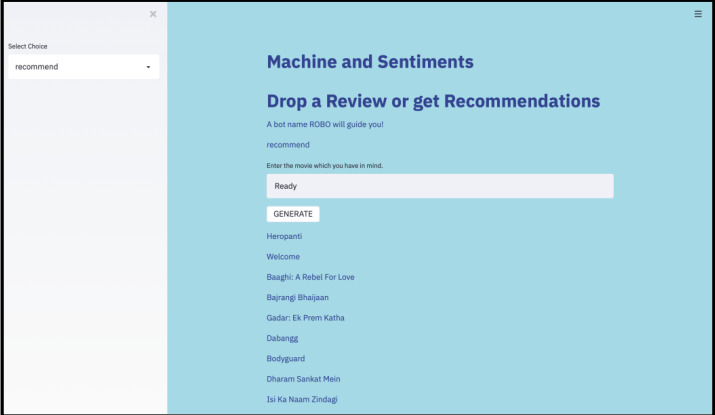 Select Choice
recommend
Machine and Sentiments
Drop a Review or get Recommendations
A bot name ROBO will guide you!
recommend
Enter the movie which you have in mind.
Ready
GENERATE
Heropanti
Welcome
Baaghi: A Rebel For Love
Bajrangi Bhaijaan
Gadar: Ek Prem Katha
Dabangg
Bodyguard
Dharam Sankat Mein
Isi Ka Naam Zindagi